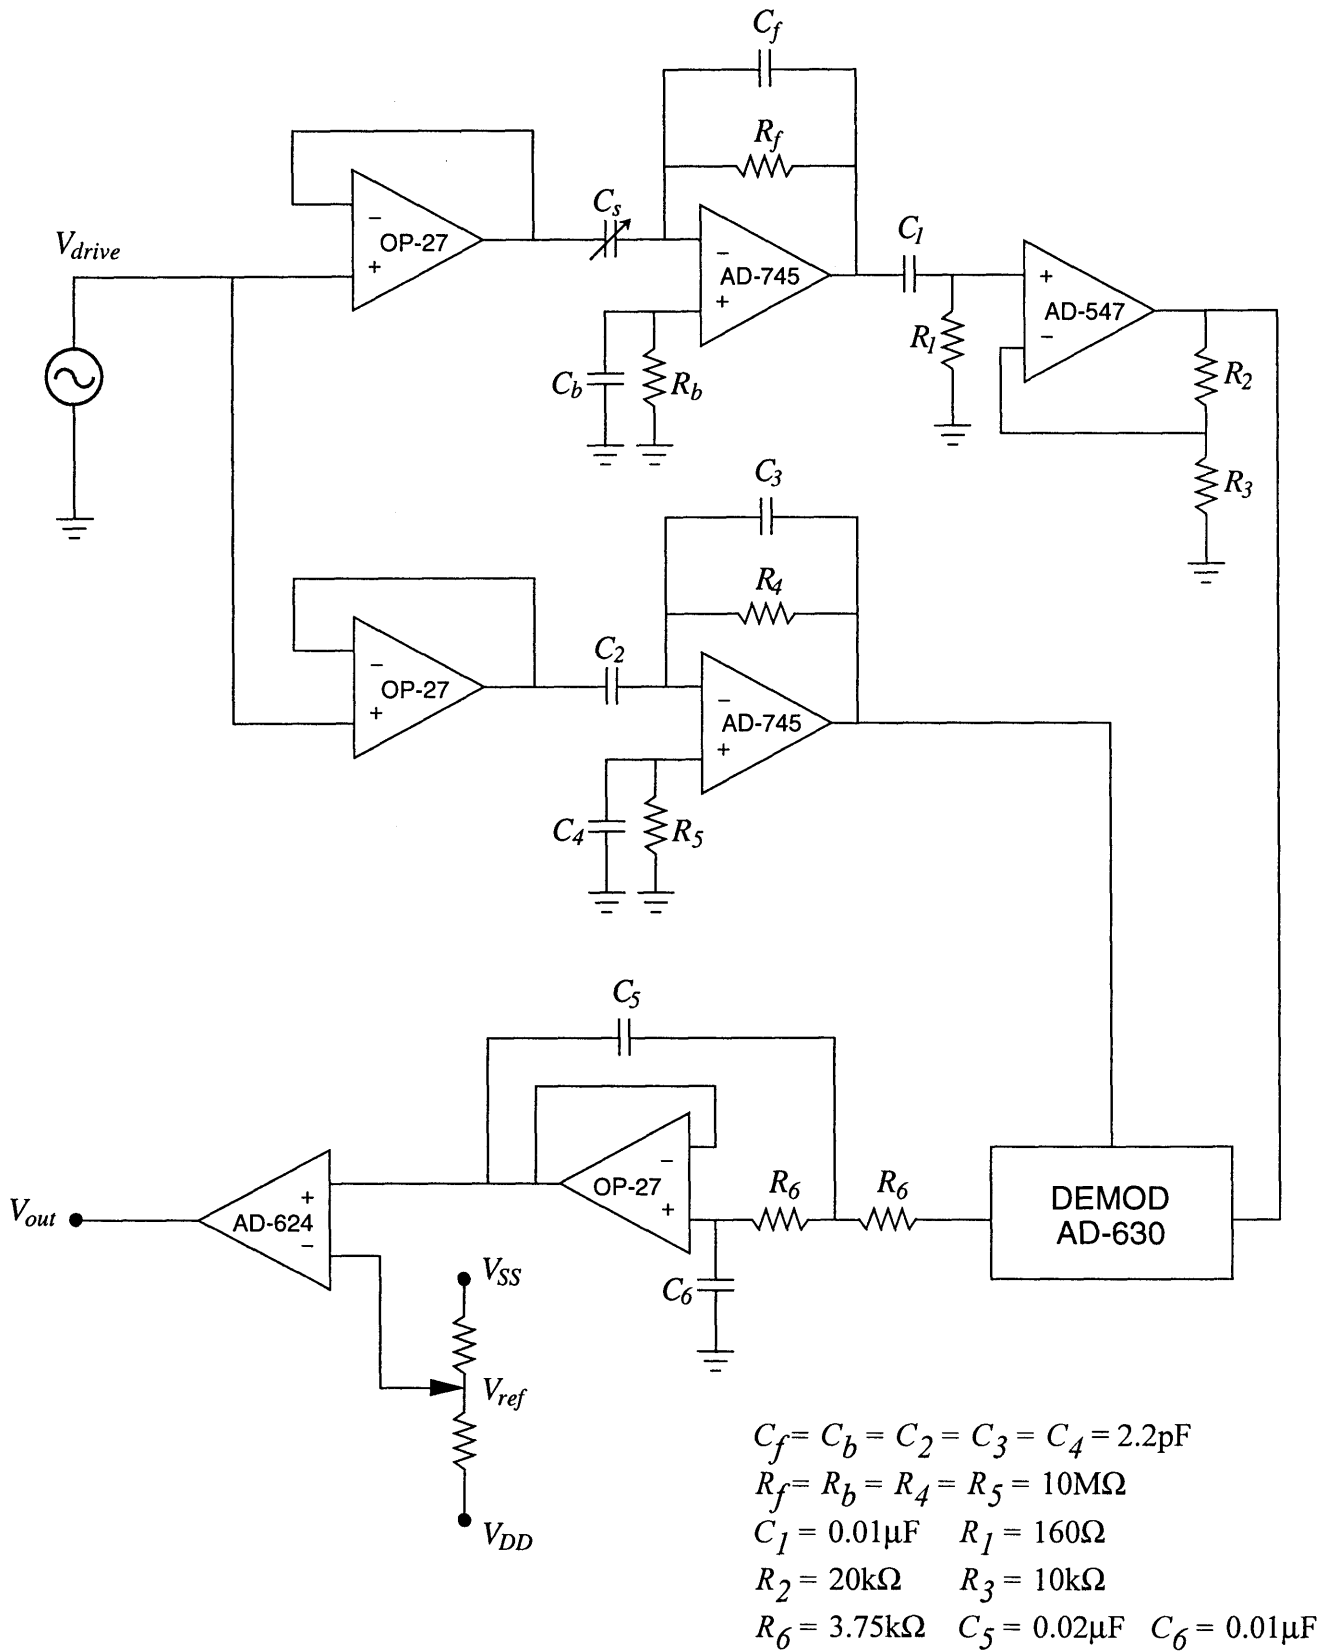 C_f
R_f
C_s
OP-27
−
+
V_drive
C_1
AD-745
−
+
+
AD-547
−
R_1
C_b
R_b
R_2
R_3
C_3
R_4
C_2
−
OP-27
+
−
AD-745
+
C_4
R_5
C_5
−
OP-27
+
R_6
R_6
DEMOD
AD-630
V_out
+
AD-624
−
V_SS
C_6
V_ref
V_DD
C_f = C_b = C_2 = C_3 = C_4 = 2.2pF
R_f = R_b = R_4 = R_5 = 10MΩ
C_1 = 0.01µF R_1 = 160Ω
R_2 = 20kΩ R_3 = 10kΩ
R_6 = 3.75kΩ C_5 = 0.02µF C_6 = 0.01µF